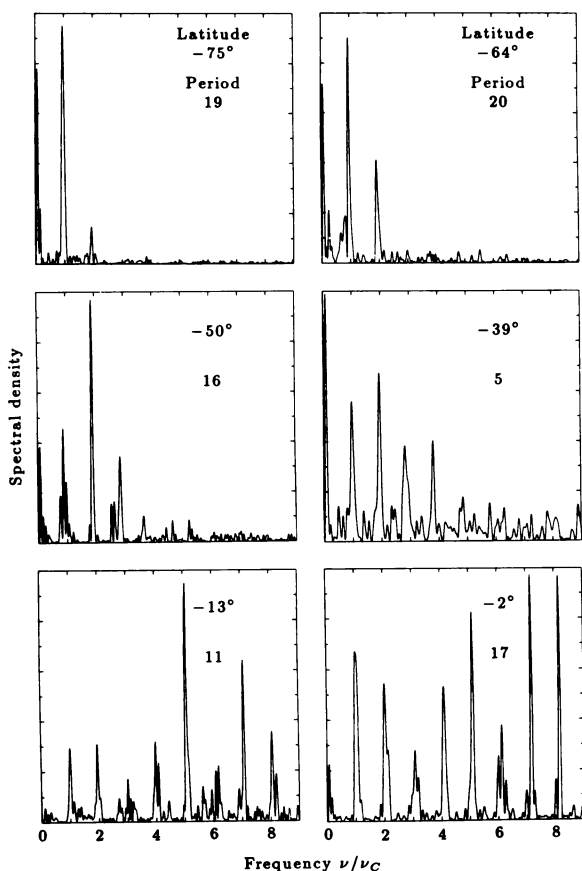 Latitude
−75°
Period
19
Latitude
−64°
Period
20
−50°
16
−39°
5
Spectral density
−13°
11
−2°
17
0 2 4 6 8
0 2 4 6 8
Frequency ν/ν_C